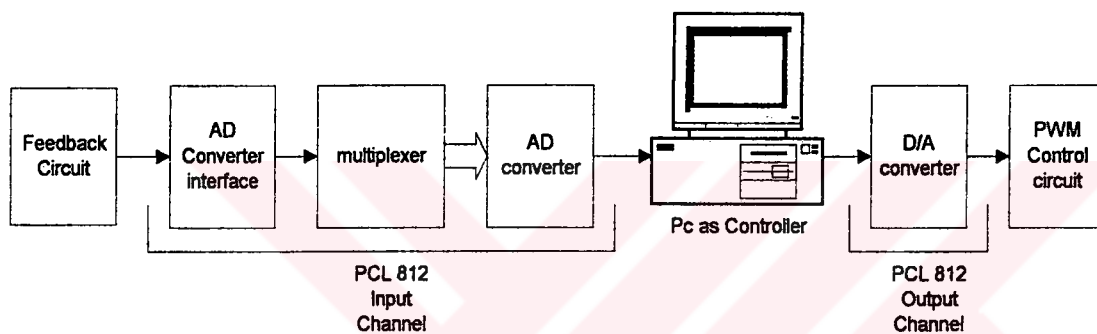 Feedback
Circuit
AD
Converter
interface
multiplexer
AD
converter
Pc as Controller
D/A
converter
PWM
Control
circuit
PCL 812
Input
Channel
PCL 812
Output
Channel